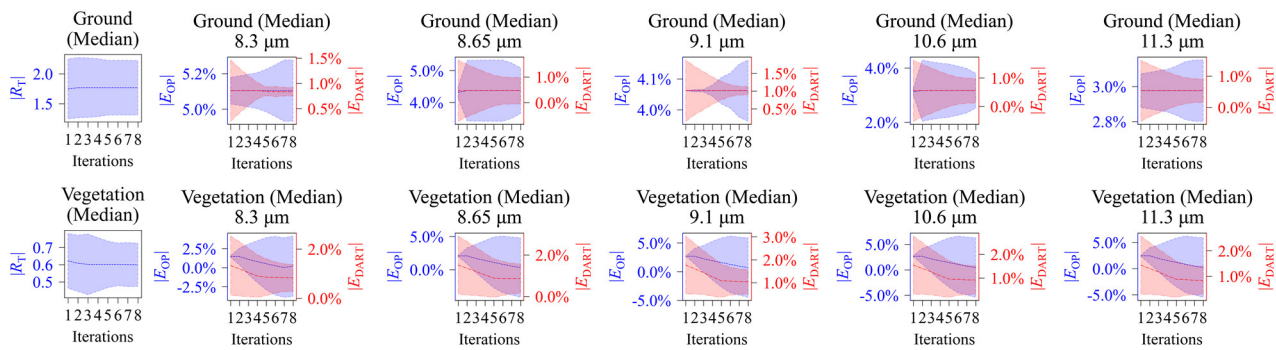 Ground
(Median)
|R_T|
2.0
1.5
12345678
Iterations
Ground (Median)
8.3 μm
|E_OP|
5.2%
5.0%
1.5%
1.0%
0.5%
|E_DART|
12345678
Iterations
Ground (Median)
8.65 μm
|E_OP|
5.0%
4.0%
1.0%
0.0%
|E_DART|
12345678
Iterations
Ground (Median)
9.1 μm
|E_OP|
4.1%
4.0%
1.5%
1.0%
0.5%
|E_DART|
12345678
Iterations
Ground (Median)
10.6 μm
|E_OP|
4.0%
2.0%
1.0%
0.0%
|E_DART|
12345678
Iterations
Ground (Median)
11.3 μm
|E_OP|
3.0%
2.8%
1.0%
0.0%
|E_DART|
12345678
Iterations
Vegetation
(Median)
|R_T|
0.7
0.6
0.5
12345678
Iterations
Vegetation (Median)
8.3 μm
|E_OP|
2.5%
0.0%
-2.5%
2.0%
1.0%
0.0%
|E_DART|
12345678
Iterations
Vegetation (Median)
8.65 μm
|E_OP|
5.0%
0.0%
2.0%
1.0%
0.0%
|E_DART|
12345678
Iterations
Vegetation (Median)
9.1 μm
|E_OP|
5.0%
0.0%
-5.0%
3.0%
2.0%
1.0%
|E_DART|
12345678
Iterations
Vegetation (Median)
10.6 μm
|E_OP|
5.0%
0.0%
-5.0%
2.0%
1.0%
|E_DART|
12345678
Iterations
Vegetation (Median)
11.3 μm
|E_OP|
5.0%
0.0%
-5.0%
2.0%
1.0%
|E_DART|
12345678
Iterations